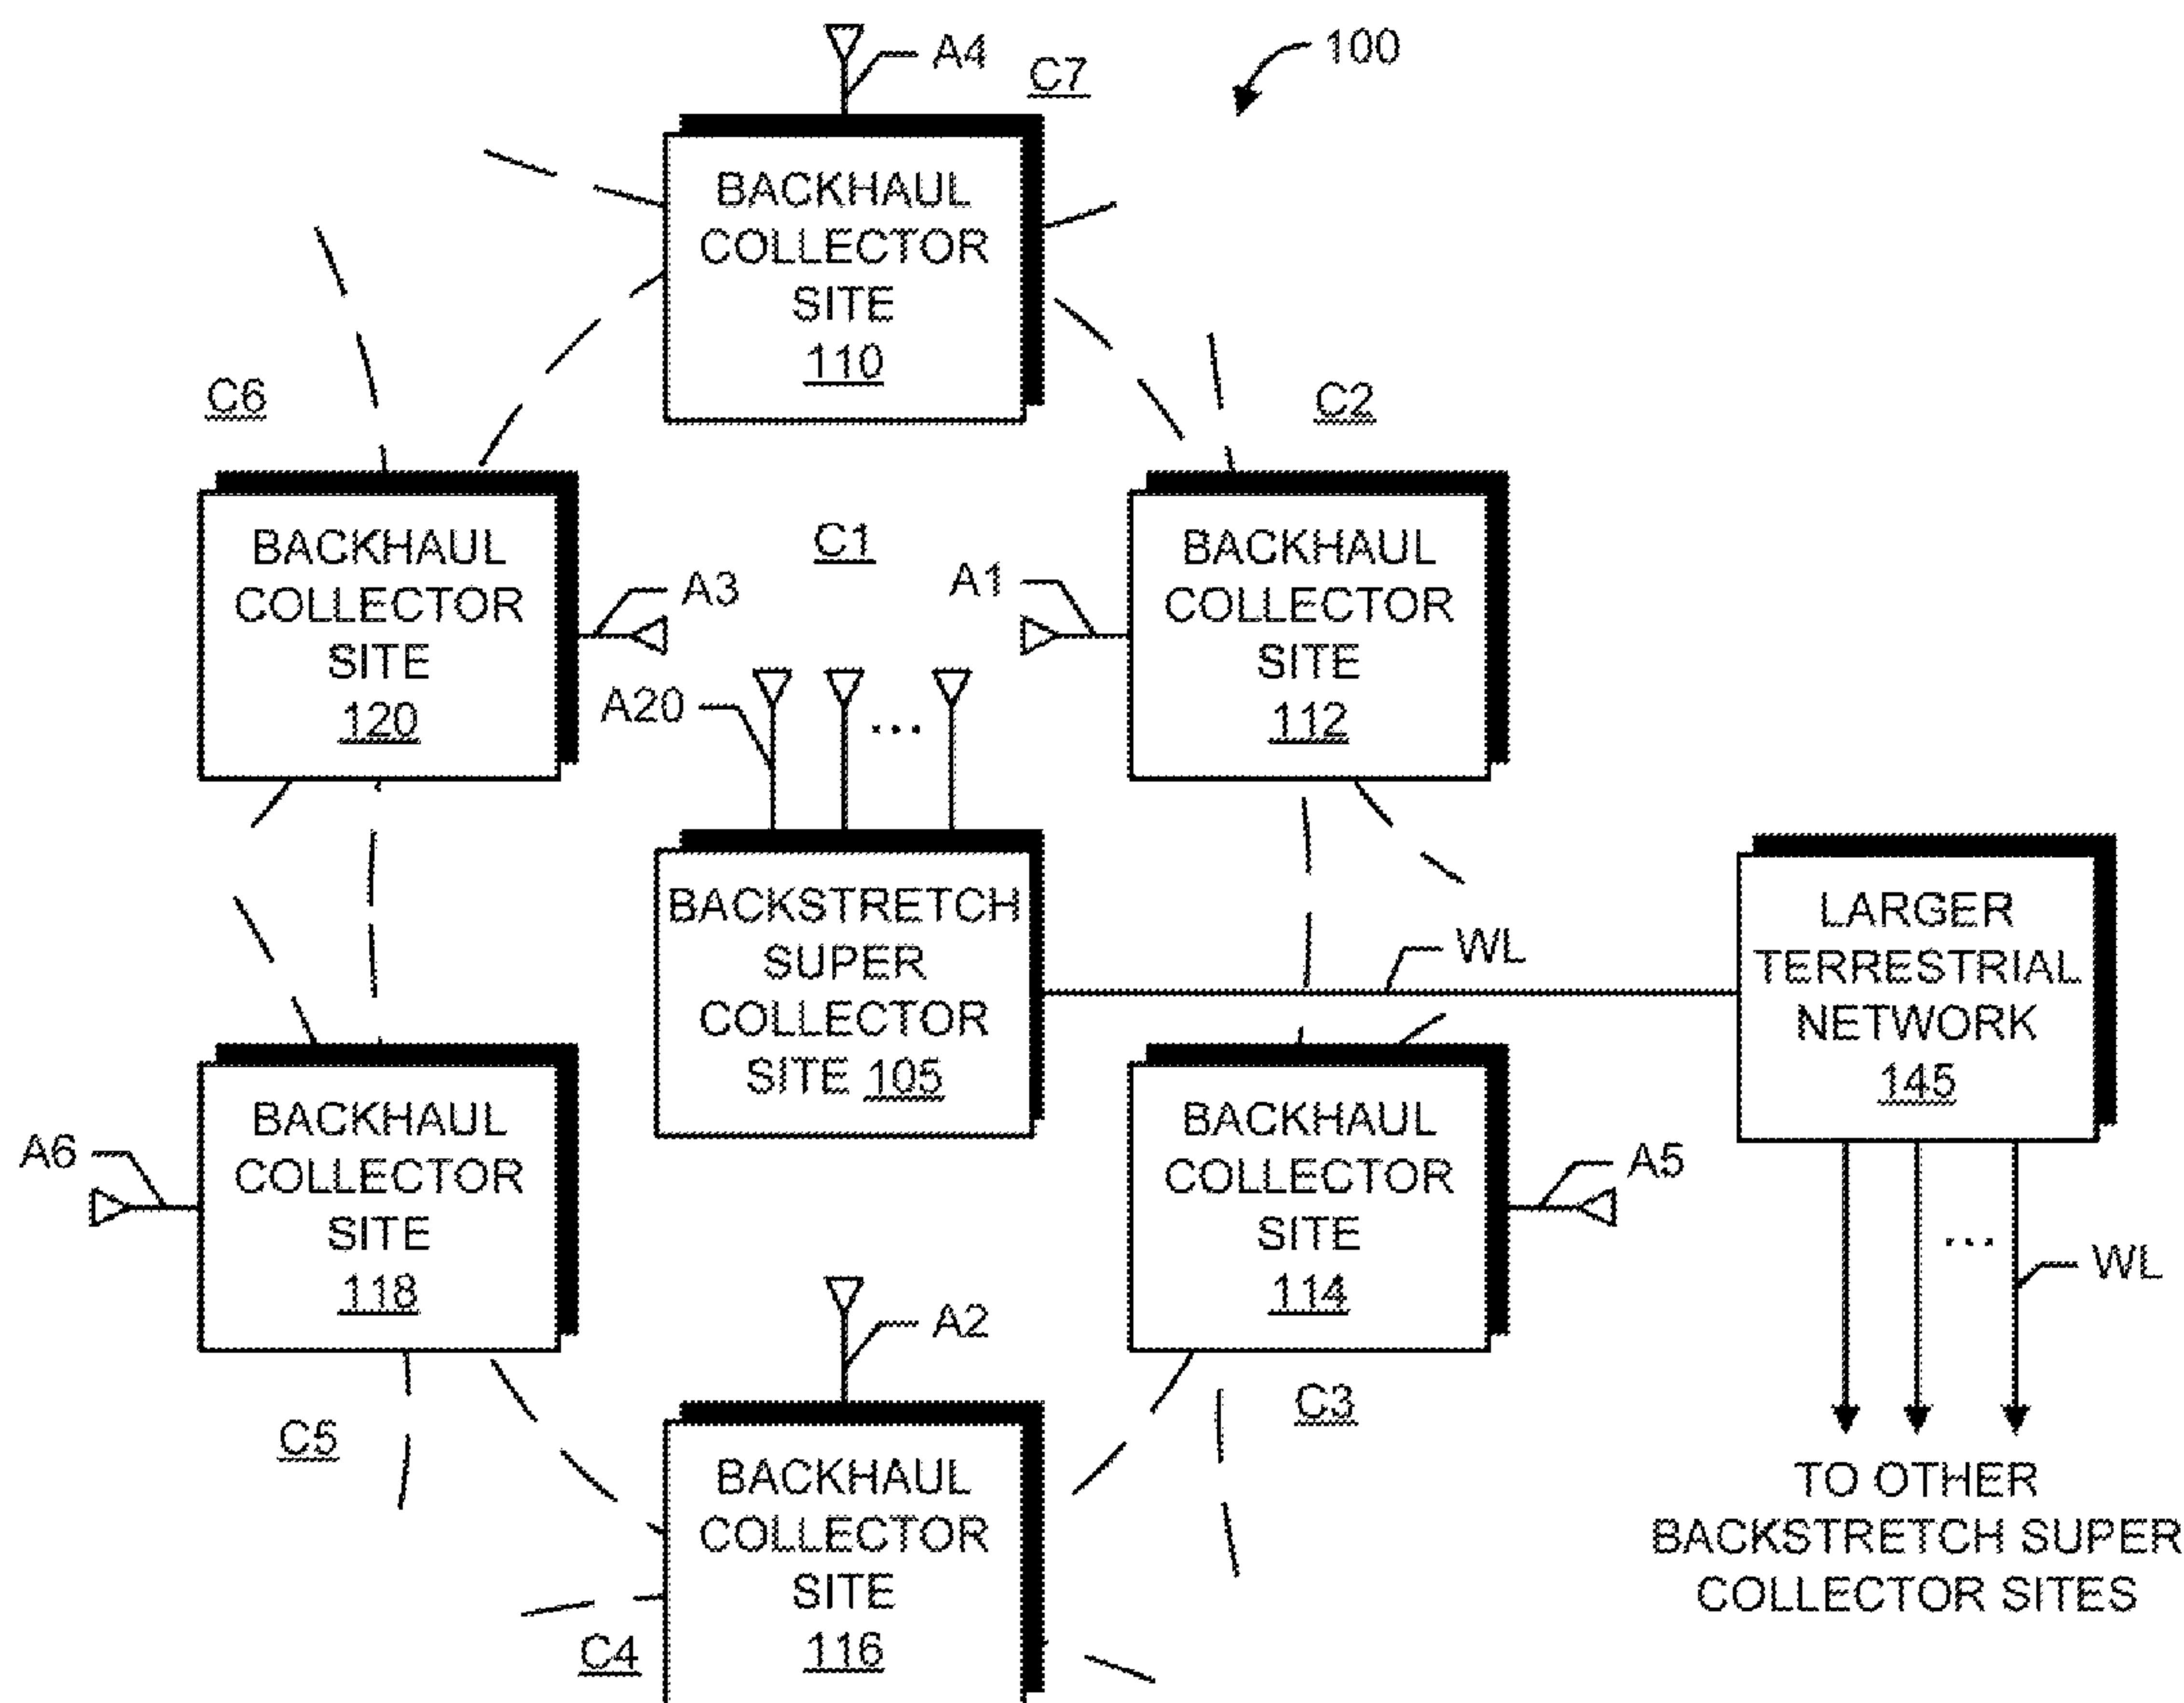 A4
C7
100
BACKHAUL
COLLECTOR
SITE
110
C6
C2
BACKHAUL
COLLECTOR
SITE
120
A3
C1
A1
BACKHAUL
COLLECTOR
SITE
112
A20
...
BACKSTRETCH
SUPER
COLLECTOR
SITE 105
WL
LARGER
TERRESTRIAL
NETWORK
145
A6
BACKHAUL
COLLECTOR
SITE
118
BACKHAUL
COLLECTOR
SITE
114
A5
...
WL
A2
C5
C3
BACKHAUL
COLLECTOR
SITE
116
C4
TO OTHER
BACKSTRETCH SUPER
COLLECTOR SITES